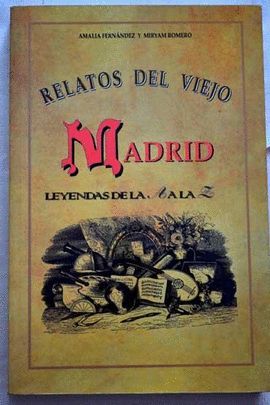 AMALIA FERNÁNDEZ Y MIRYAM ROMERO
RELATOS DEL VIEJO
MADRID
LEYENDAS DE LA A A LA Z